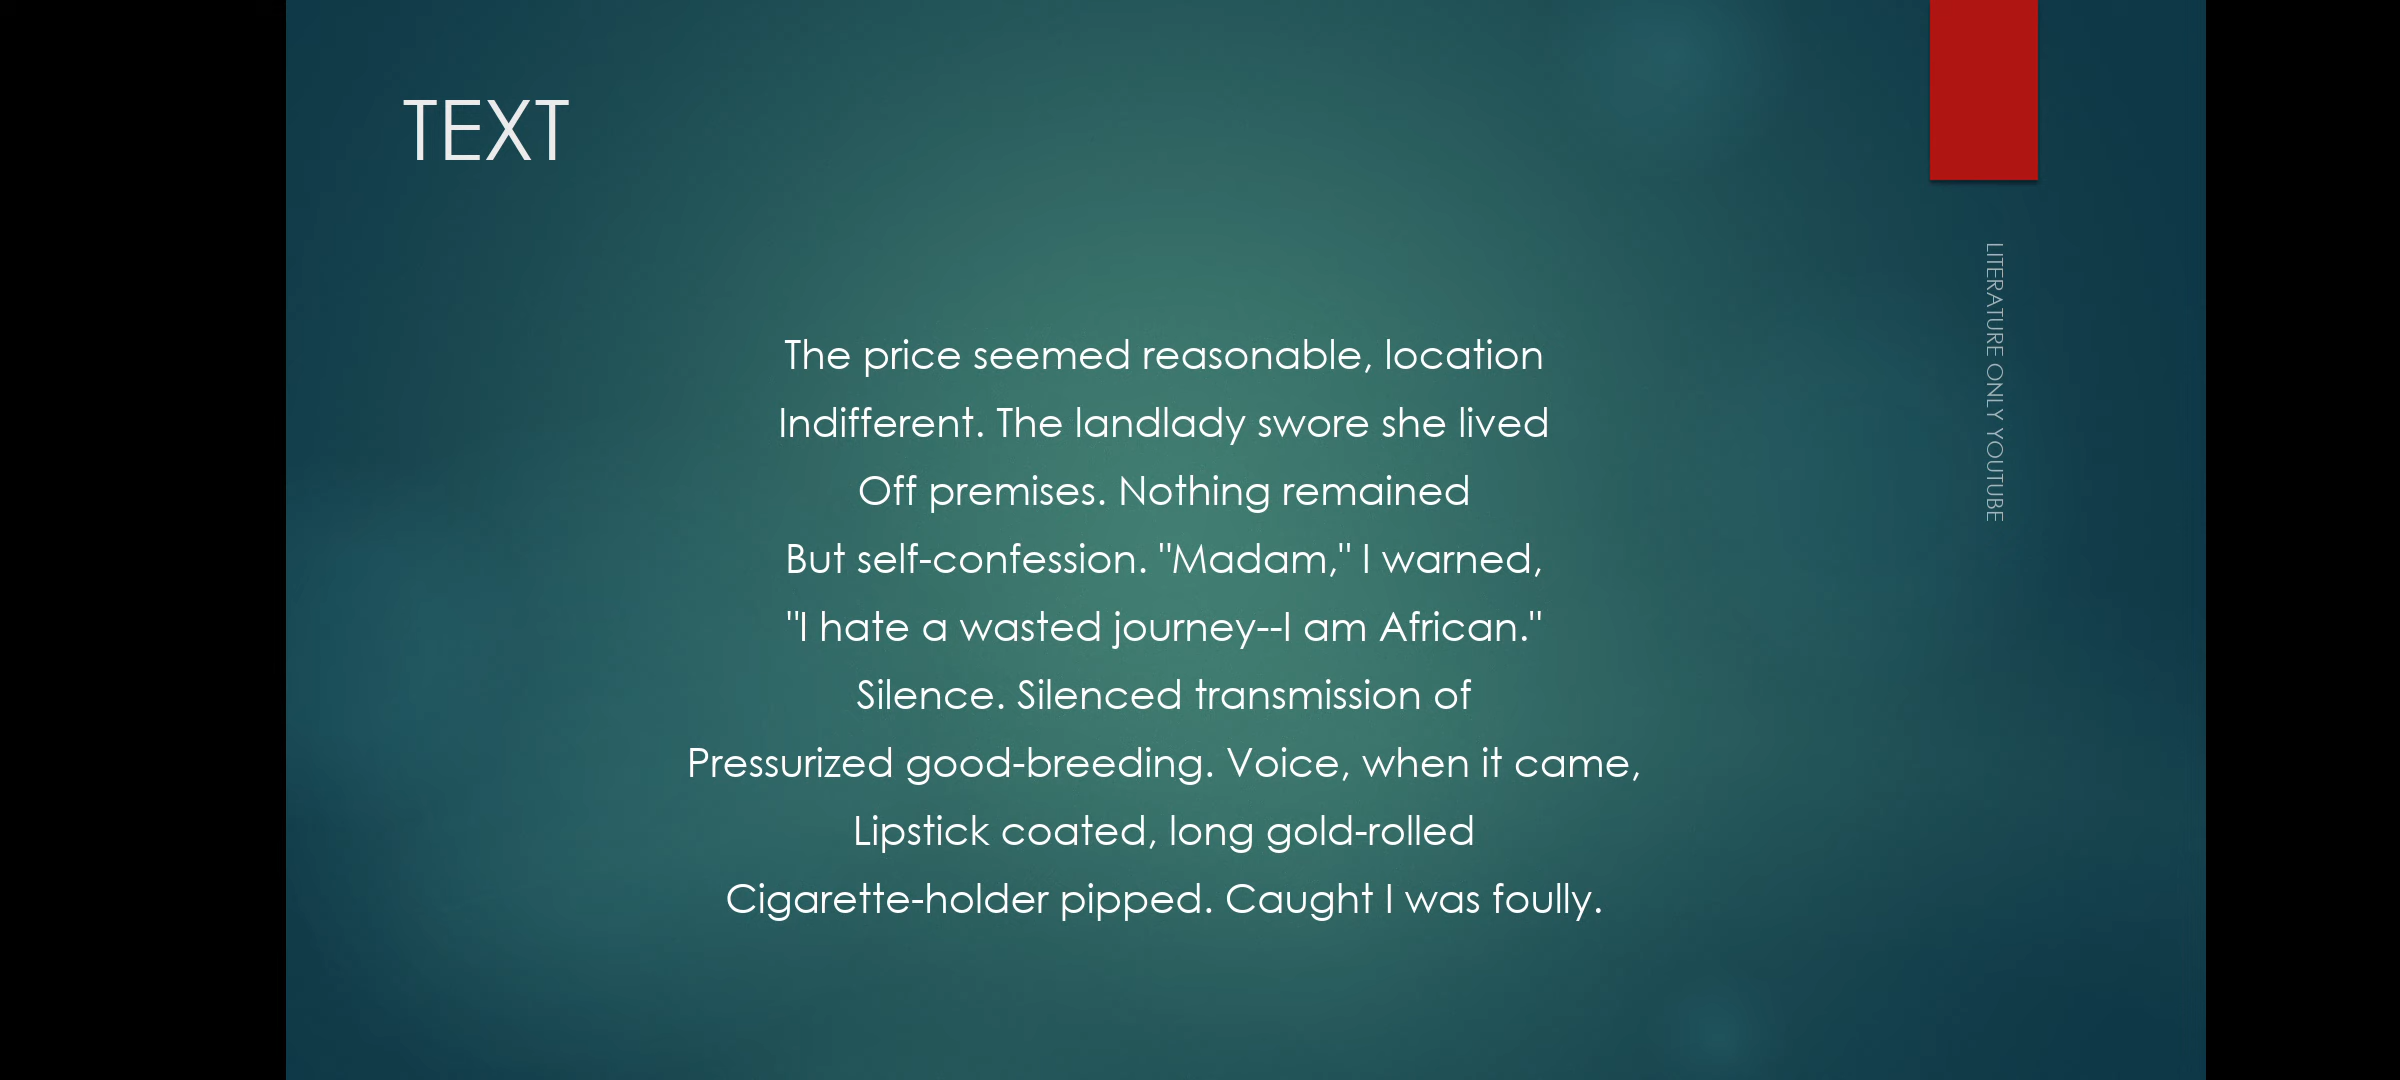 TEXT
The price seemed reasonable, location
Indifferent. The landlady swore she lived
Off premises. Nothing remained
But self-confession. "Madam," I warned,
"I hate a wasted journey--I am African."
Silence. Silenced transmission of
Pressurized good-breeding. Voice, when it came,
Lipstick coated, long gold-rolled
Cigarette-holder pipped. Caught I was foully.
LITERATURE ONLY YOUTUBE